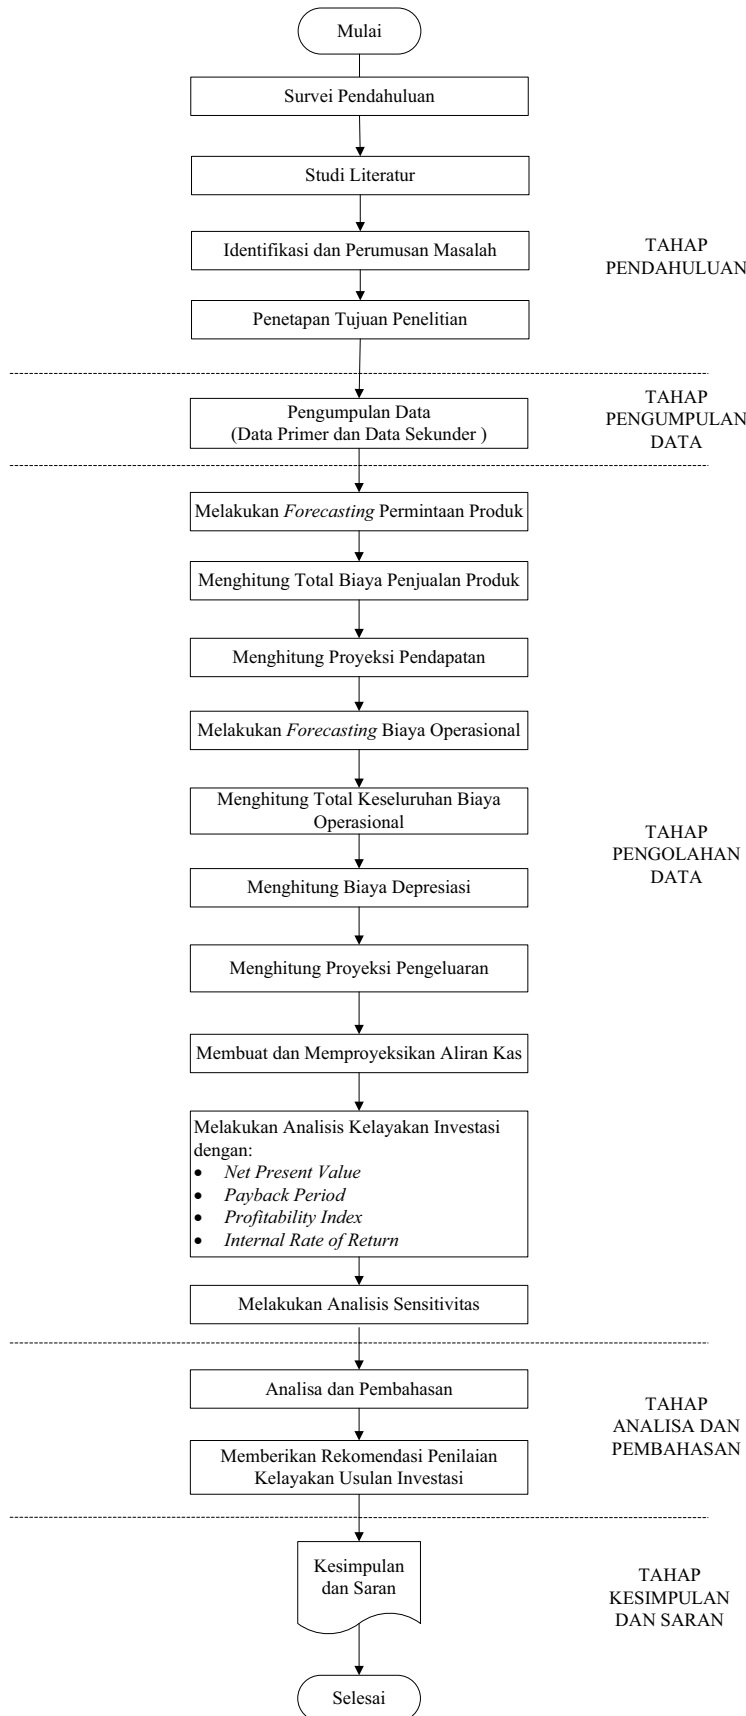 Mulai
Survei Pendahuluan
Studi Literatur
Identifikasi dan Perumusan Masalah
Penetapan Tujuan Penelitian
TAHAP
PENDAHULUAN
Pengumpulan Data
(Data Primer dan Data Sekunder )
TAHAP
PENGUMPULAN
DATA
Melakukan Forecasting Permintaan Produk
Menghitung Total Biaya Penjualan Produk
Menghitung Proyeksi Pendapatan
Melakukan Forecasting Biaya Operasional
Menghitung Total Keseluruhan Biaya
Operasional
Menghitung Biaya Depresiasi
Menghitung Proyeksi Pengeluaran
Membuat dan Memproyeksikan Aliran Kas
Melakukan Analisis Kelayakan Investasi
dengan:
• Net Present Value
• Payback Period
• Profitability Index
• Internal Rate of Return
Melakukan Analisis Sensitivitas
TAHAP
PENGOLAHAN
DATA
Analisa dan Pembahasan
Memberikan Rekomendasi Penilaian
Kelayakan Usulan Investasi
TAHAP
ANALISA DAN
PEMBAHASAN
Kesimpulan
dan Saran
TAHAP
KESIMPULAN
DAN SARAN
Selesai